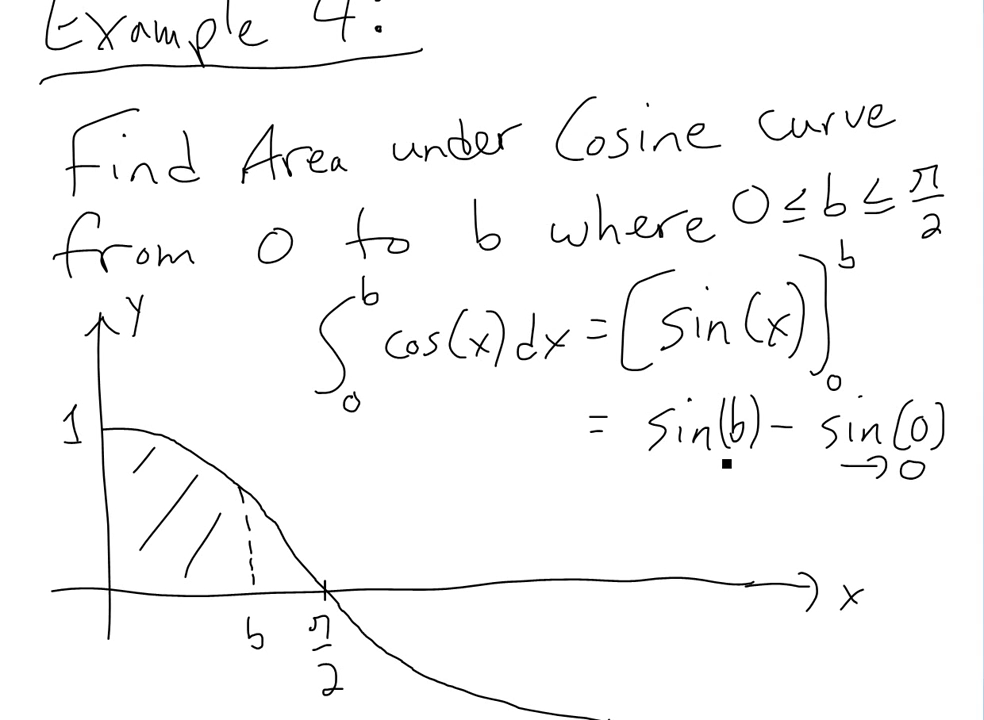 Example 4:
Find Area under Cosine curve
from 0 to b where 0 ≤ b ≤ π/2
∫₀ᵇ cos(x) dx = [sin(x)]₀ᵇ
= sin(b) - sin(0)
→ 0
y
1
x
b
π/2